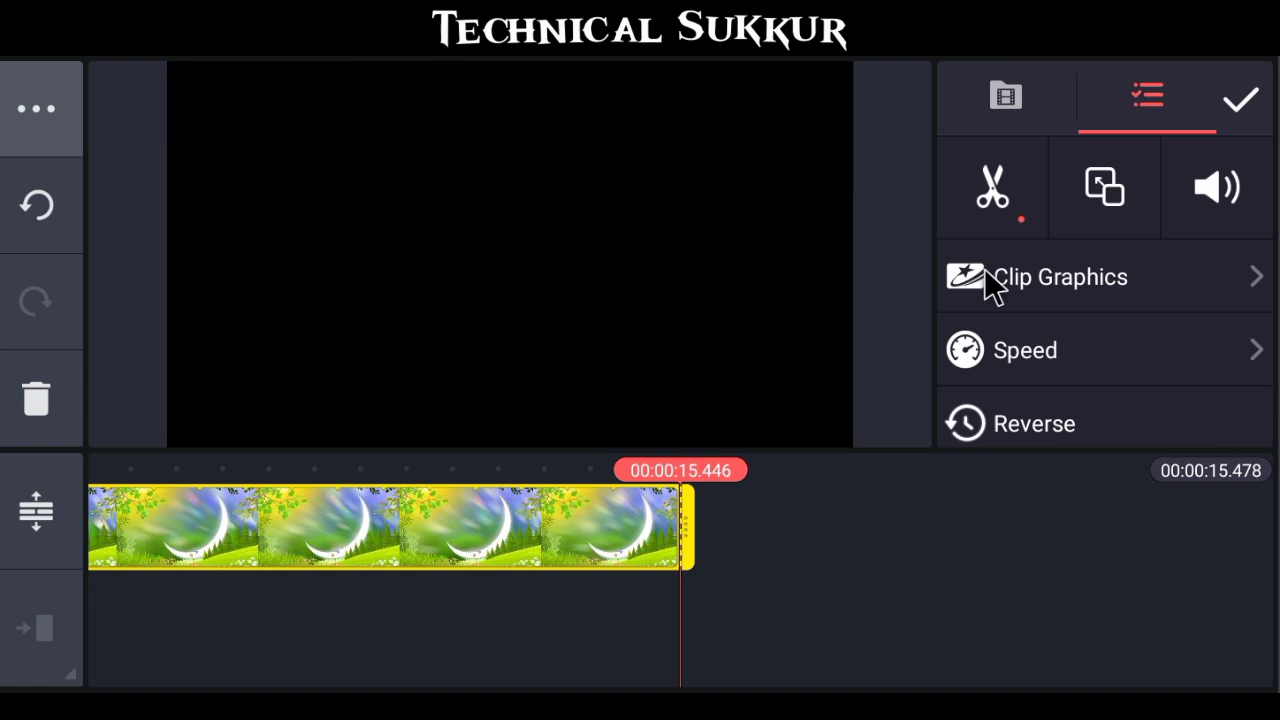 Technical Sukkur
Clip Graphics
Speed
Reverse
00:00:15.446
00:00:15.478